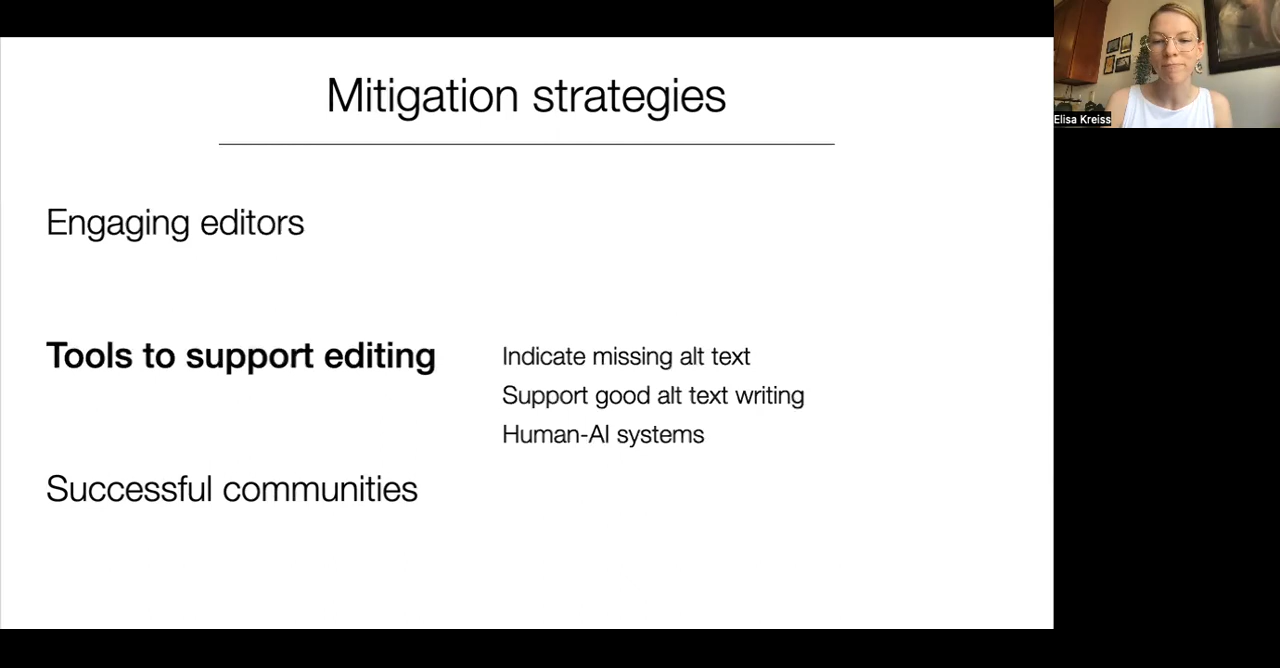 Mitigation strategies
Engaging editors
Tools to support editing
Indicate missing alt text
Support good alt text writing
Human-AI systems
Successful communities
Elisa Kreiss